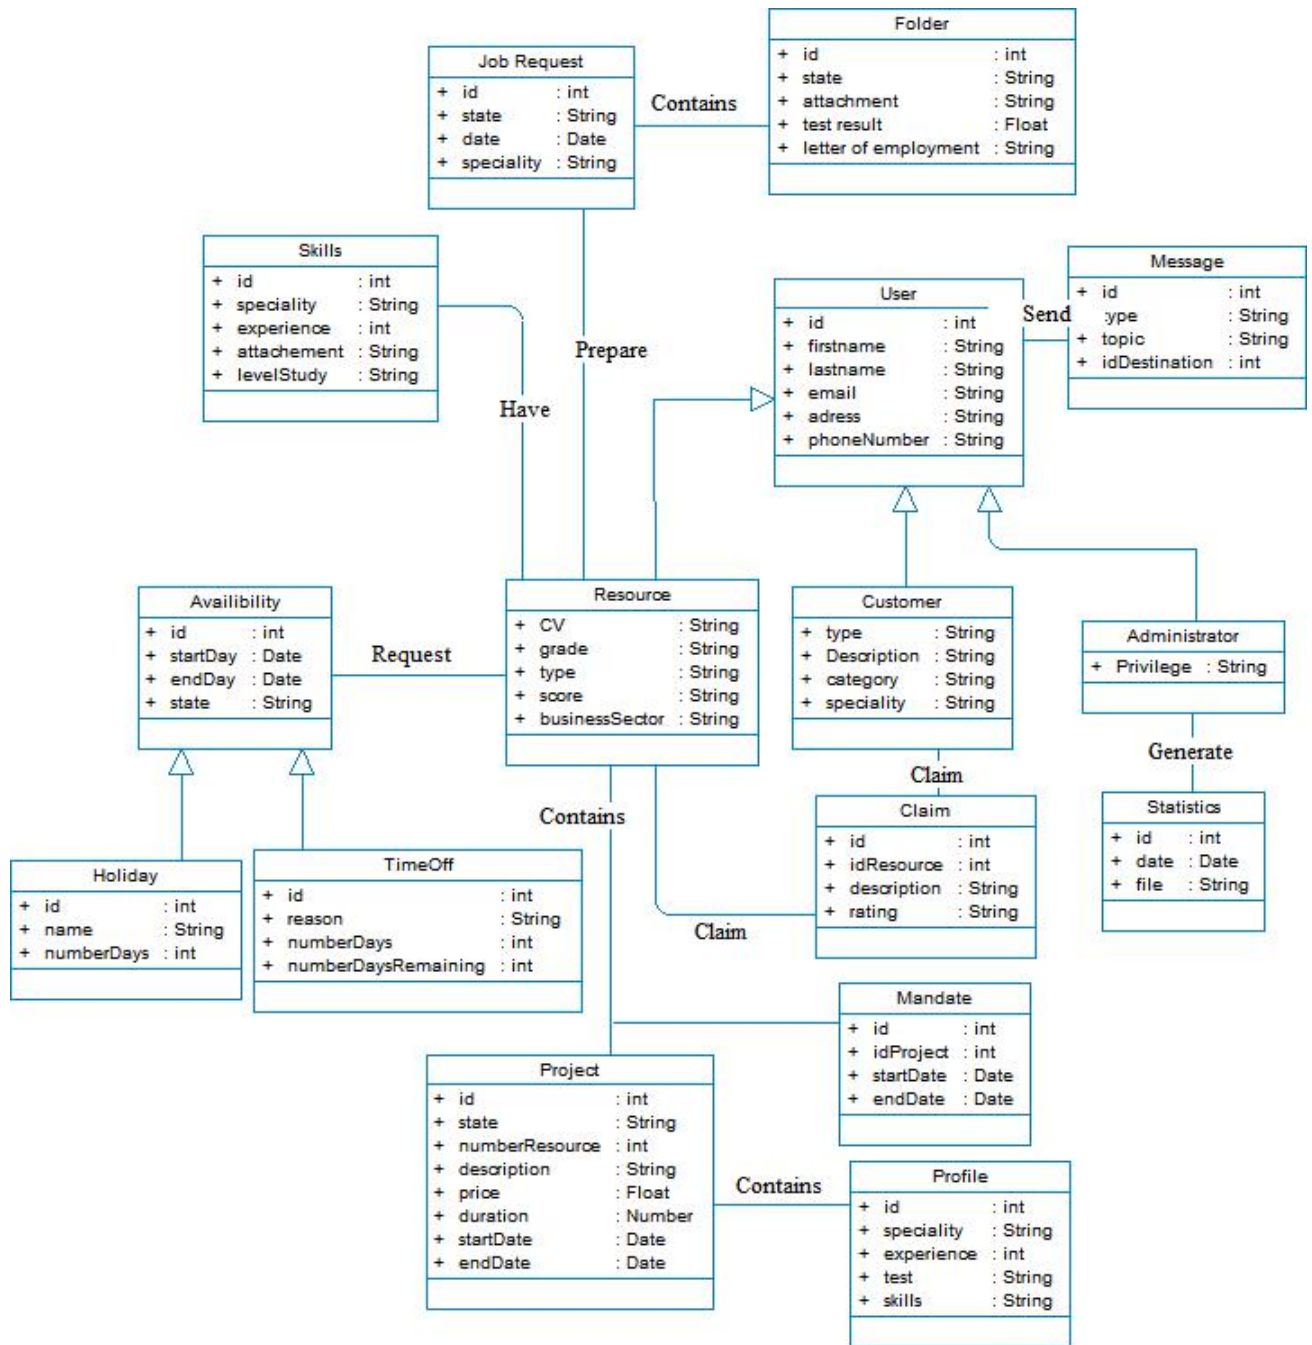 Folder
+ id : int
+ state : String
+ attachment : String
+ test result : Float
+ letter of employment : String
Job Request
+ id : int
+ state : String
+ date : Date
+ speciality : String
Contains
Skills
+ id : int
+ speciality : String
+ experience : int
+ attachement : String
+ levelStudy : String
Message
+ id : int
ype : String
+ topic : String
+ idDestination : int
User
+ id : int
+ firstname : String
+ lastname : String
+ email : String
+ adress : String
+ phoneNumber : String
Send
Prepare
Have
Availibility
+ id : int
+ startDay : Date
+ endDay : Date
+ state : String
Request
Resource
+ CV : String
+ grade : String
+ type : String
+ score : String
+ businessSector : String
Customer
+ type : String
+ Description : String
+ category : String
+ speciality : String
Administrator
+ Privilege : String
Generate
Claim
Contains
Statistics
+ id : int
+ date : Date
+ file : String
Claim
+ id : int
+ idResource : int
+ description : String
+ rating : String
Claim
Holiday
+ id : int
+ name : String
+ numberDays : int
TimeOff
+ id : int
+ reason : String
+ numberDays : int
+ numberDaysRemaining : int
Mandate
+ id : int
+ idProject : int
+ startDate : Date
+ endDate : Date
Project
+ id : int
+ state : String
+ numberResource : int
+ description : String
+ price : Float
+ duration : Number
+ startDate : Date
+ endDate : Date
Contains
Profile
+ id : int
+ speciality : String
+ experience : int
+ test : String
+ skills : String